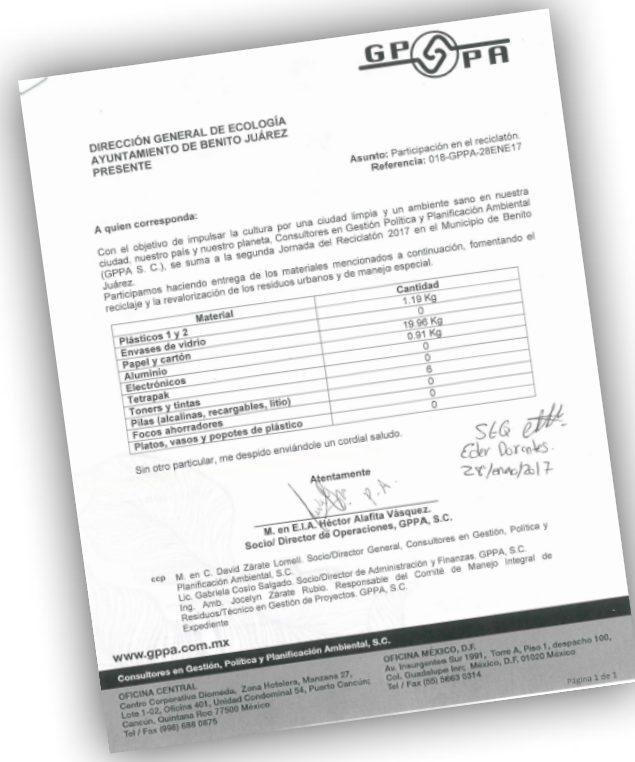 GPPA
DIRECCIÓN GENERAL DE ECOLOGÍA
AYUNTAMIENTO DE BENITO JUÁREZ
PRESENTE
Asunto: Participación en el reciclatón.
Referencia: 018-GPPA-28ENE17
A quien corresponda:
Con el objetivo de impulsar la cultura por una ciudad limpia y un ambiente sano en nuestra
ciudad, nuestro país y nuestro planeta, Consultores en Gestión Política y Planificación Ambiental
(GPPA S. C.), se suma a la segunda Jornada del Reciclatón 2017 en el Municipio de Benito
Juárez.
Participamos haciendo entrega de los materiales mencionados a continuación, fomentando el
reciclaje y la revalorización de los residuos urbanos y de manejo especial.
Material Cantidad
Plásticos 1 y 2 1.19 Kg
Envases de vidrio 0
Papel y cartón 19.96 Kg
Aluminio 0.91 Kg
Electrónicos 0
Tetrapak 0
Toners y tintas 6
Pilas (alcalinas, recargables, litio) 0
Focos ahorradores 0
Platos, vasos y popotes de plástico 0
Sin otro particular, me despido enviándole un cordial saludo.
Eder Dorantes.
28/enero/2017
Atentamente
P.A.
M. en E.I.A. Héctor Alafita Vásquez.
Socio/ Director de Operaciones, GPPA, S.C.
ccp M. en C. David Zárate Lomelí. Socio/Director General, Consultores en Gestión, Política y
Planificación Ambiental, S.C.
Lic. Gabriela Cosio Salgado. Socio/Director de Administración y Finanzas. GPPA, S.C.
Ing. Amb. Jocelyn Zárate Rubio. Responsable del Comité de Manejo Integral de
Residuos/Técnico en Gestión de Proyectos. GPPA, S.C.
Expediente
www.gppa.com.mx
Consultores en Gestión, Política y Planificación Ambiental, S.C.
OFICINA CENTRAL
Centro Corporativo Diomeda, Zona Hotelera, Manzana 27,
Lote 1-02, Oficina 401, Unidad Condominal 54, Puerto Cancún;
Cancún, Quintana Roo 77500 México
Tel / Fax (998) 688 0675
OFICINA MÉXICO, D.F.
Av. Insurgentes Sur 1991, Torre A, Piso 1, despacho 100,
Col. Guadalupe Inn; México, D.F. 01020 México
Tel / Fax (55) 5663 0314
Página 1 de 1